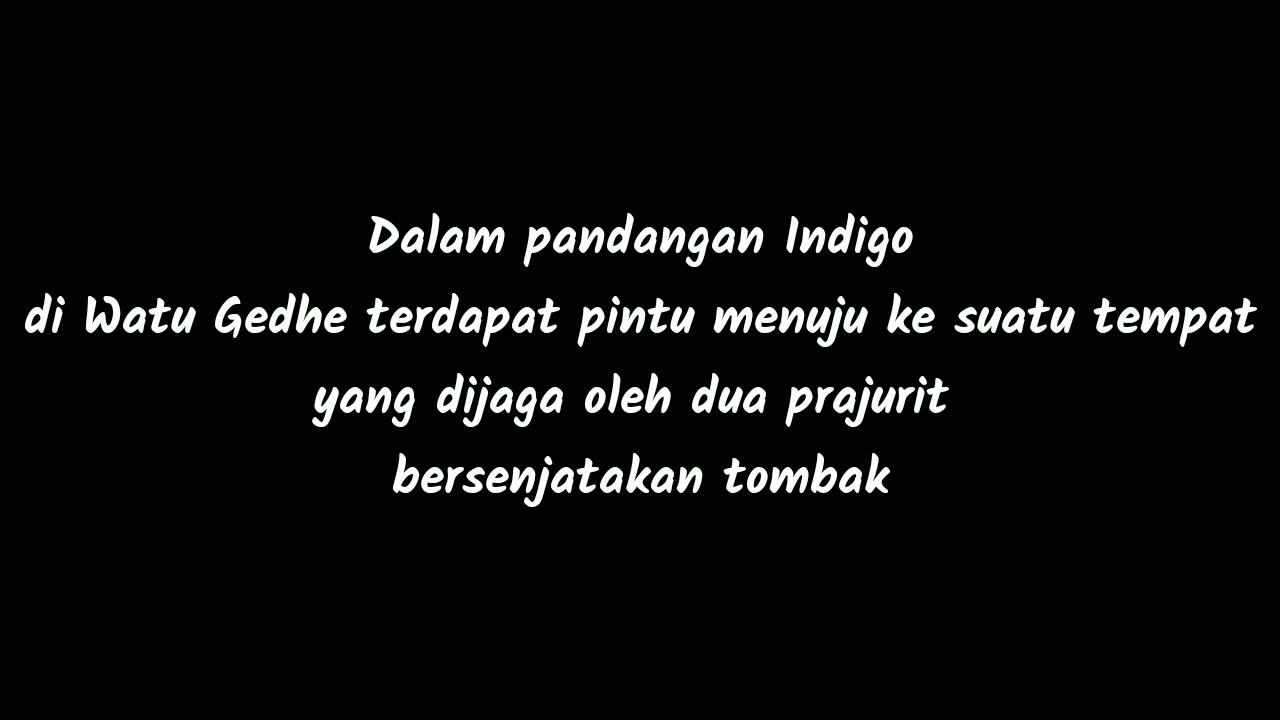 Dalam pandangan Indigo
di Watu Gedhe terdapat pintu menuju ke suatu tempat
yang dijaga oleh dua prajurit
bersenjatakan tombak